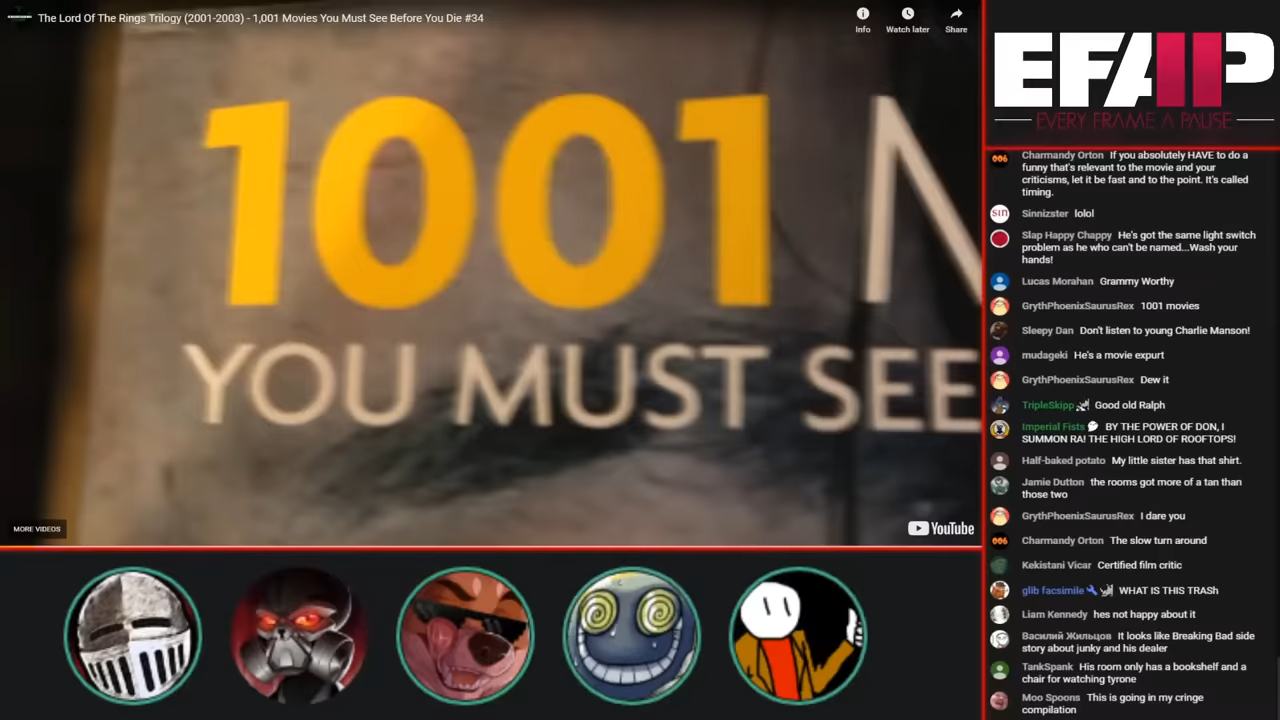 The Lord Of The Rings Trilogy (2001-2003) - 1,001 Movies You Must See Before You Die #34
Info
Watch later
Share
1001
YOU MUST SEE
MORE VIDEOS
YouTube
EFAP
EVERY FRAME A PAUSE
Charmandy Orton If you absolutely HAVE to do a
funny that's relevant to the movie and your
criticisms, let it be fast and to the point. It's called
timing.
Sinnizster lolol
Slap Happy Chappy He's got the same light switch
problem as he who can't be named...Wash your
hands!
Lucas Morahan Grammy Worthy
GrythPhoenixSaurusRex 1001 movies
Sleepy Dan Don't listen to young Charlie Manson!
mudageki He's a movie expurt
GrythPhoenixSaurusRex Dew it
TripleSkipp Good old Ralph
Imperial Fists BY THE POWER OF DON, I
SUMMON RA! THE HIGH LORD OF ROOFTOPS!
Half-baked potato My little sister has that shirt.
Jamie Dutton the rooms got more of a tan than
those two
GrythPhoenixSaurusRex I dare you
Charmandy Orton The slow turn around
Kekistani Vicar Certified film critic
glib facsimile WHAT IS THIS TRASh
Liam Kennedy hes not happy about it
Василий Жильцов It looks like Breaking Bad side
story about junky and his dealer
TankSpank His room only has a bookshelf and a
chair for watching tyrone
Moo Spoons This is going in my cringe
compilation